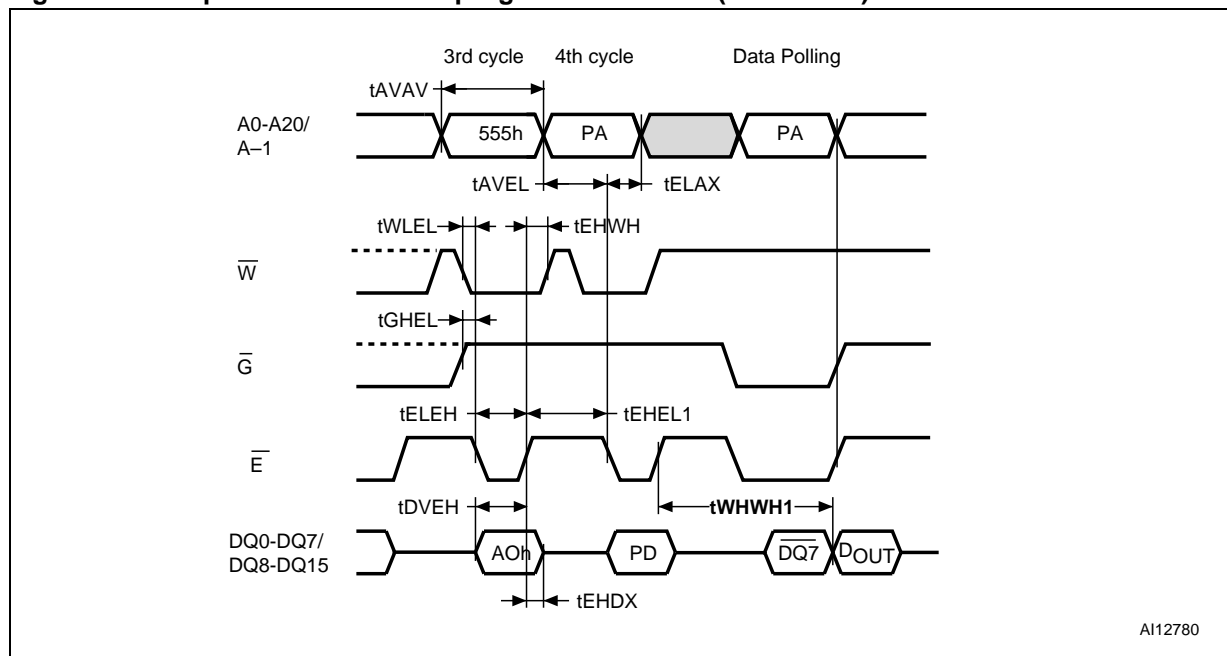 3rd cycle 4th cycle Data Polling
tAVAV
A0-A20/
A–1
555h PA PA
tAVEL tELAX
tWLEL tEHWH
W
tGHEL
G
tELEH tEHEL1
E
tDVEH tWHWH1
DQ0-DQ7/
DQ8-DQ15
AOh PD DQ7 DOUT
tEHDX
AI12780